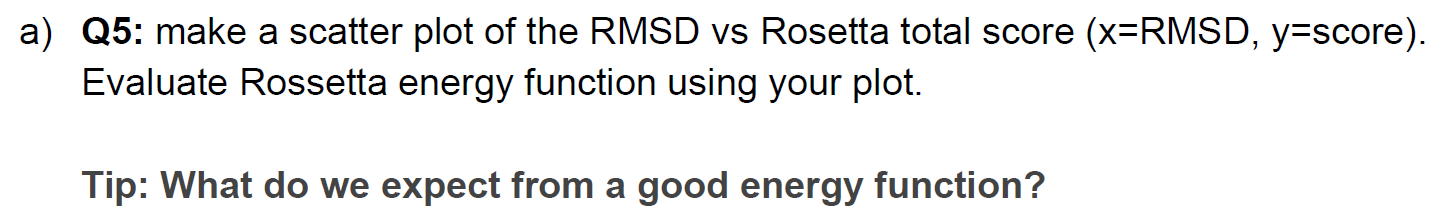 a) Q5: make a scatter plot of the RMSD vs Rosetta total score (x=RMSD, y=score).
Evaluate Rossetta energy function using your plot.
Tip: What do we expect from a good energy function?